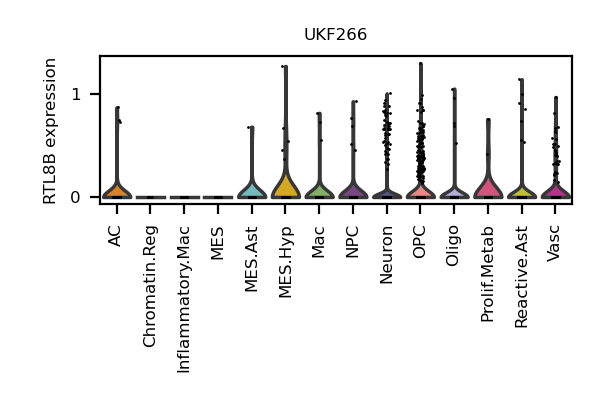 UKF266
RTL8B expression
1
0
AC
Chromatin.Reg
Inflammatory.Mac
MES
MES.Ast
MES.Hyp
Mac
NPC
Neuron
OPC
Oligo
Prolif.Metab
Reactive.Ast
Vasc